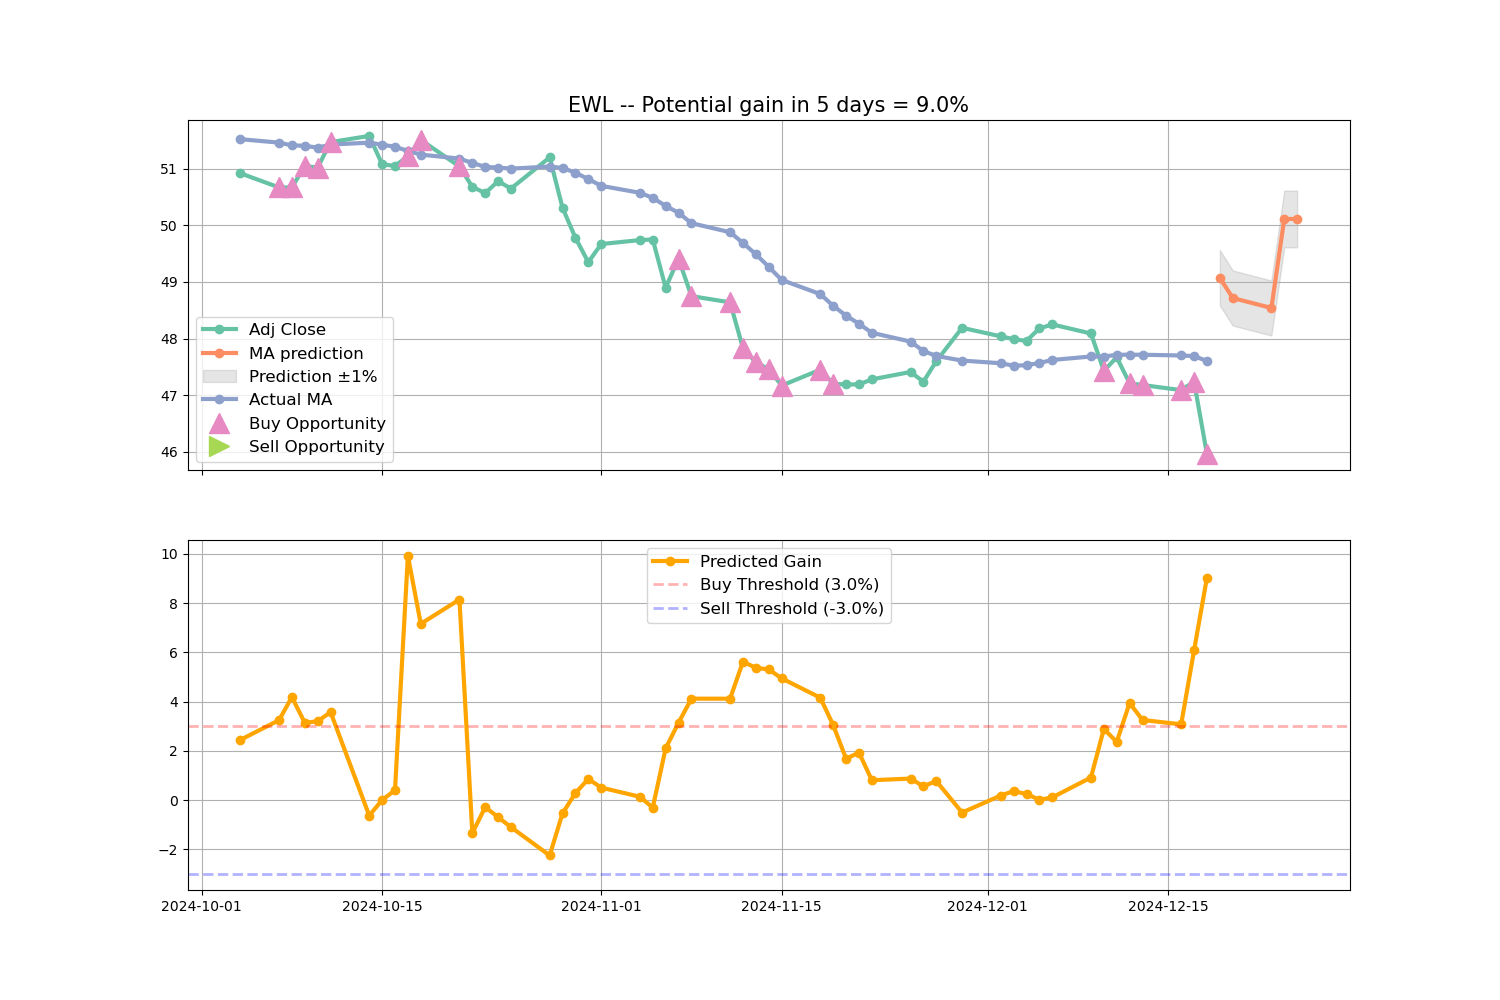 EWL -- Potential gain in 5 days = 9.0%
51
50
49
48
47
46
Adj Close
MA prediction
Prediction ±1%
Actual MA
Buy Opportunity
Sell Opportunity
10
8
6
4
2
0
−2
Predicted Gain
Buy Threshold (3.0%)
Sell Threshold (-3.0%)
2024-10-01 2024-10-15 2024-11-01 2024-11-15 2024-12-01 2024-12-15